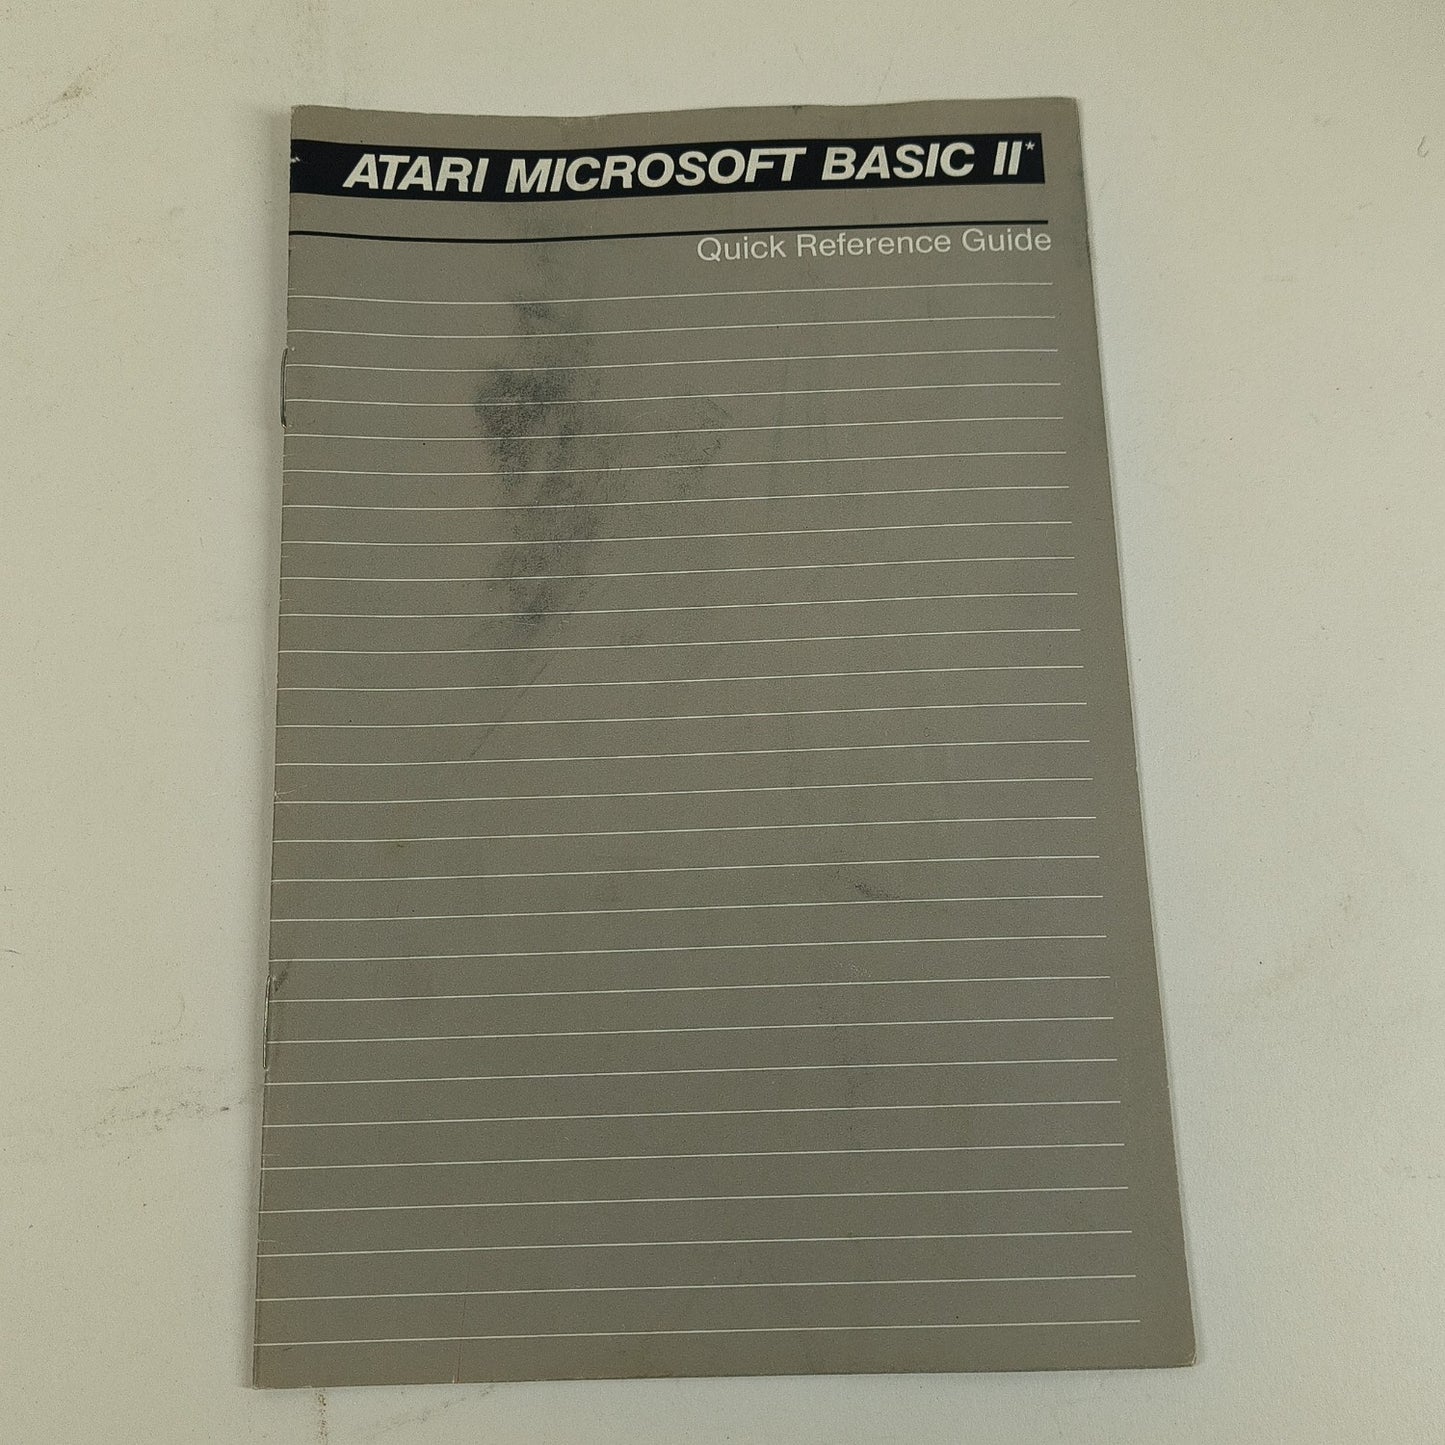 ATARI MICROSOFT BASIC II*
Quick Reference Guide